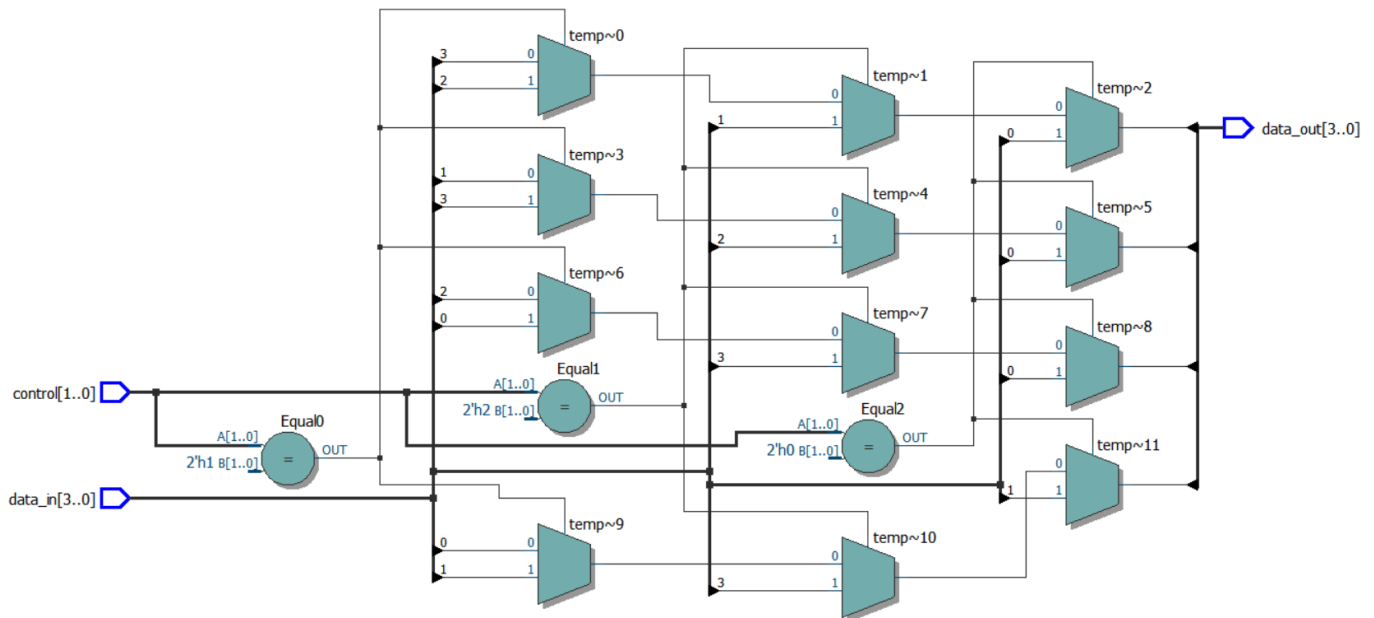 temp~0
3 0
2 1
temp~1
0
1 1
temp~2
0
0 1
data_out[3..0]
temp~3
1 0
3 1
temp~4
0
2 1
temp~5
0
0 1
temp~6
2 0
0 1
temp~7
0
3 1
temp~8
0
0 1
control[1..0]
Equal1
A[1..0]
2'h2 B[1..0]
=
OUT
Equal0
A[1..0]
2'h1 B[1..0]
=
OUT
Equal2
A[1..0]
2'h0 B[1..0]
=
OUT
temp~11
0
1 1
data_in[3..0]
temp~9
0 0
1 1
temp~10
0
3 1